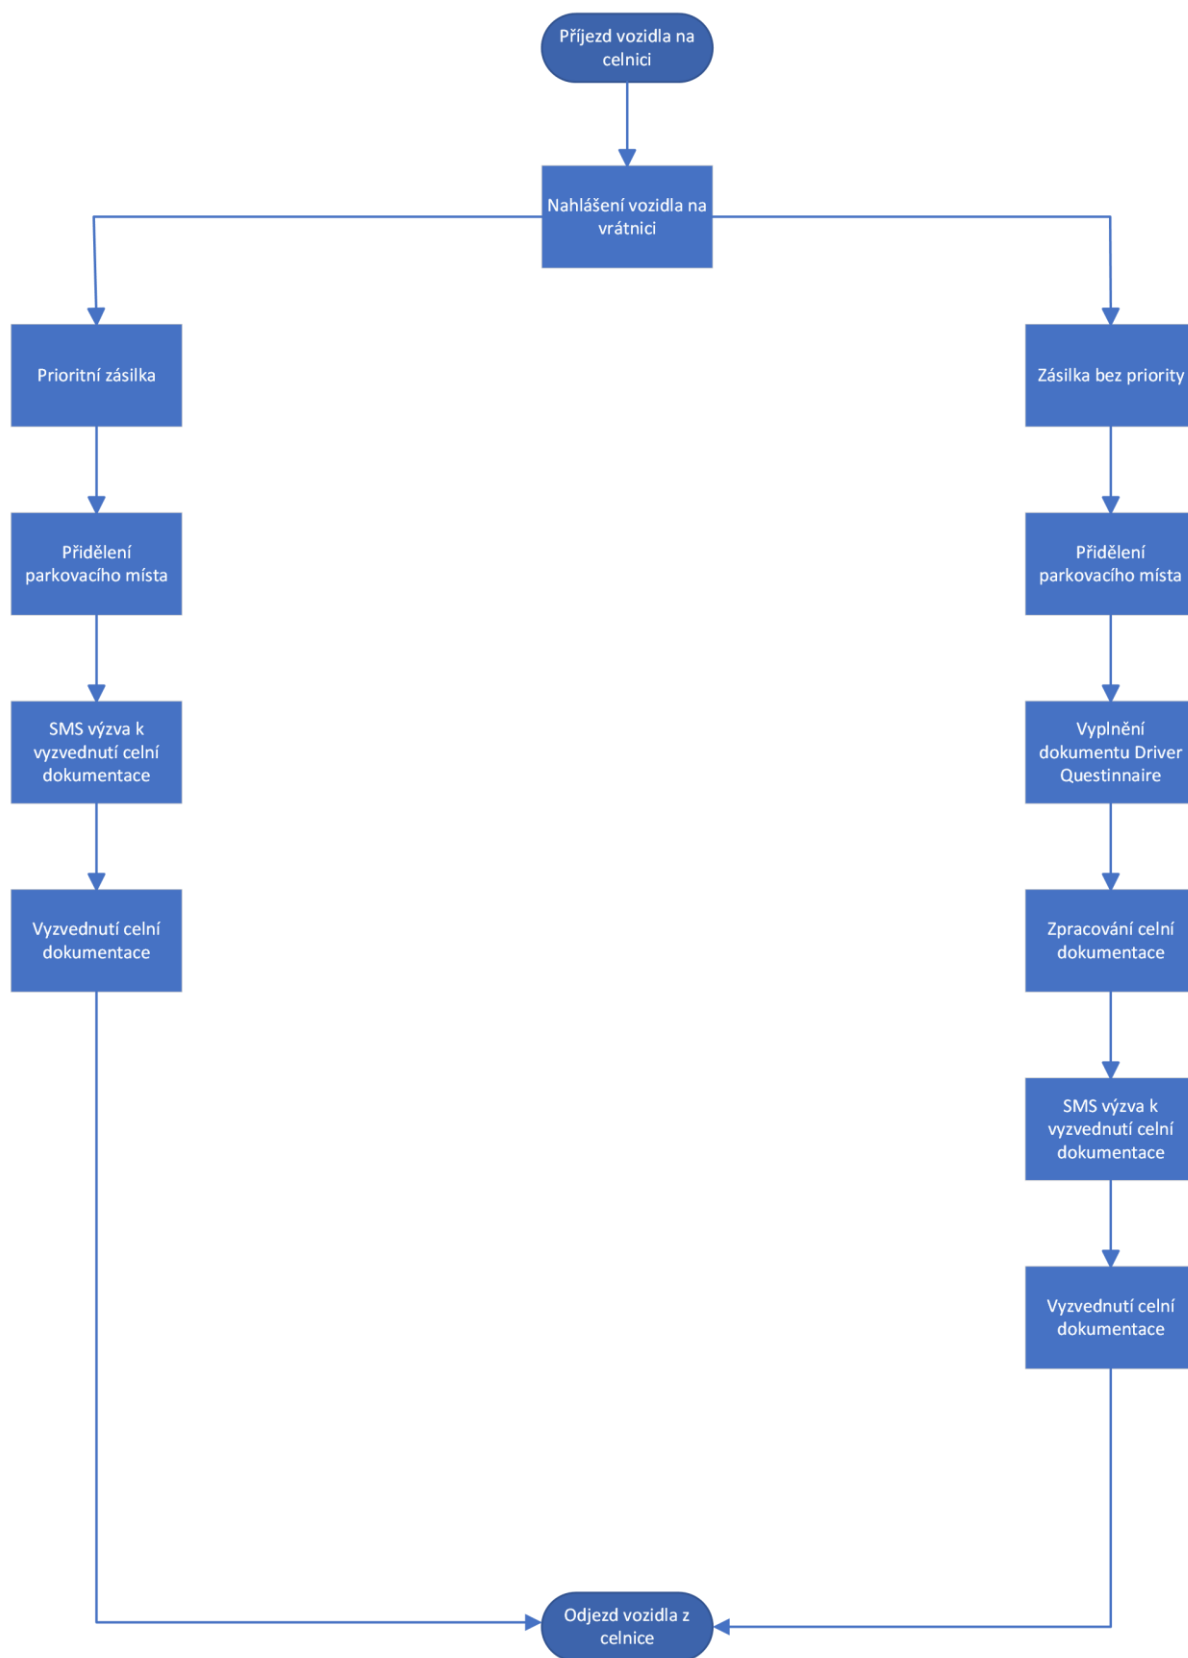 Příjezd vozidla na
celnici
Nahlášení vozidla na
vrátnici
Prioritní zásilka
Přidělení
parkovacího místa
SMS výzva k
vyzvednutí celní
dokumentace
Vyzvednutí celní
dokumentace
Zásilka bez priority
Přidělení
parkovacího místa
Vyplnění
dokumentu Driver
Questinnaire
Zpracování celní
dokumentace
SMS výzva k
vyzvednutí celní
dokumentace
Vyzvednutí celní
dokumentace
Odjezd vozidla z
celnice